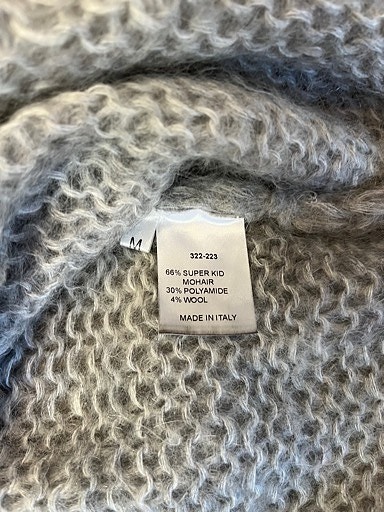 M
322-223
66% SUPER KID
MOHAIR
30% POLYAMIDE
4% WOOL
MADE IN ITALY